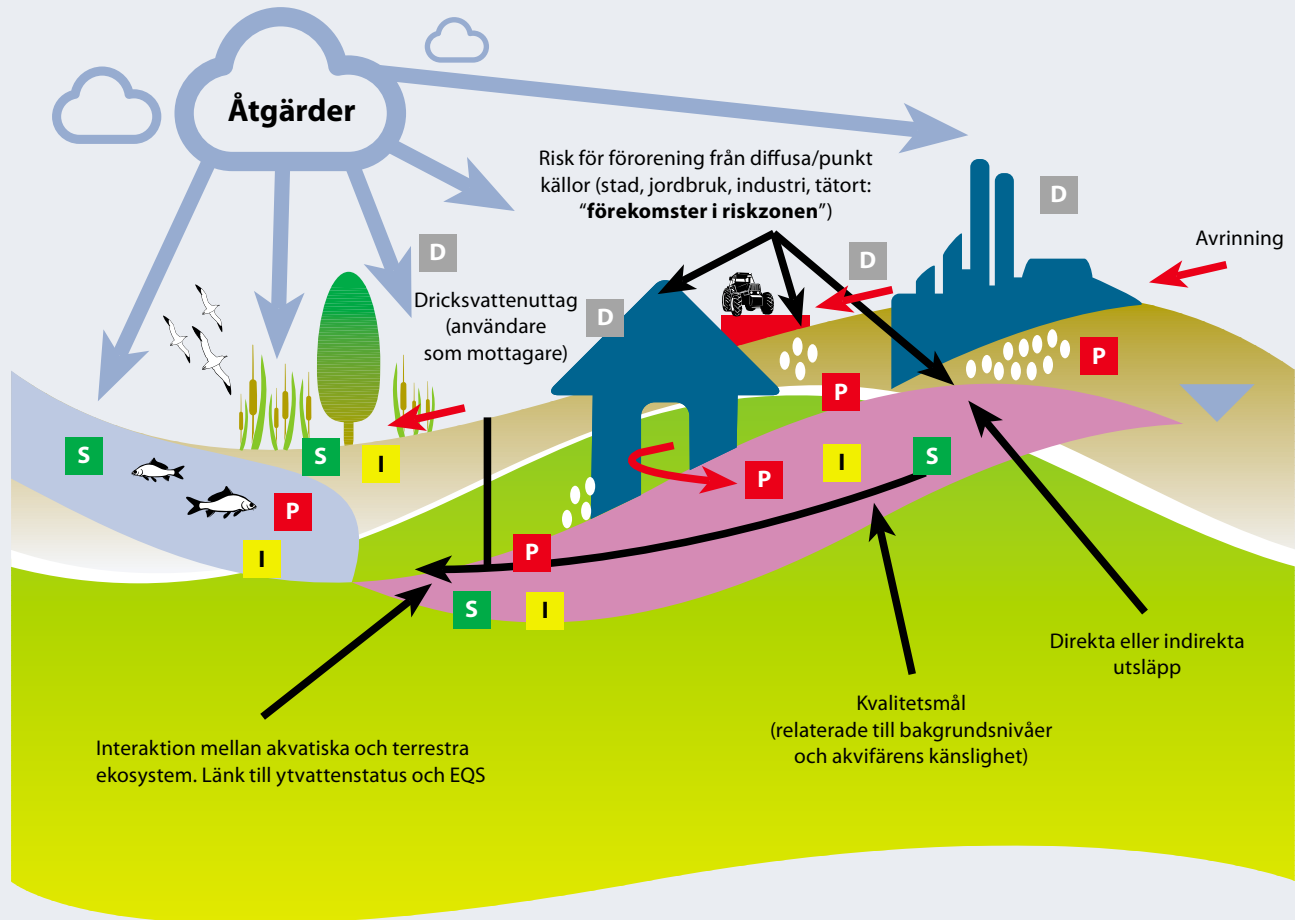 Åtgärder
Risk för förorening från diffusa/punkt
källor (stad, jordbruk, industri, tätort:
“förekomster i riskzonen”)
D
Avrinning
D
D
Dricksvattenuttag
(användare
som mottagare)
D
P
P
S
S
I
I
S
P
P
I
P
S
I
Direkta eller indirekta
utsläpp
Kvalitetsmål
(relaterade till bakgrundsnivåer
och akvifärens känslighet)
Interaktion mellan akvatiska och terrestra
ekosystem. Länk till ytvattenstatus och EQS